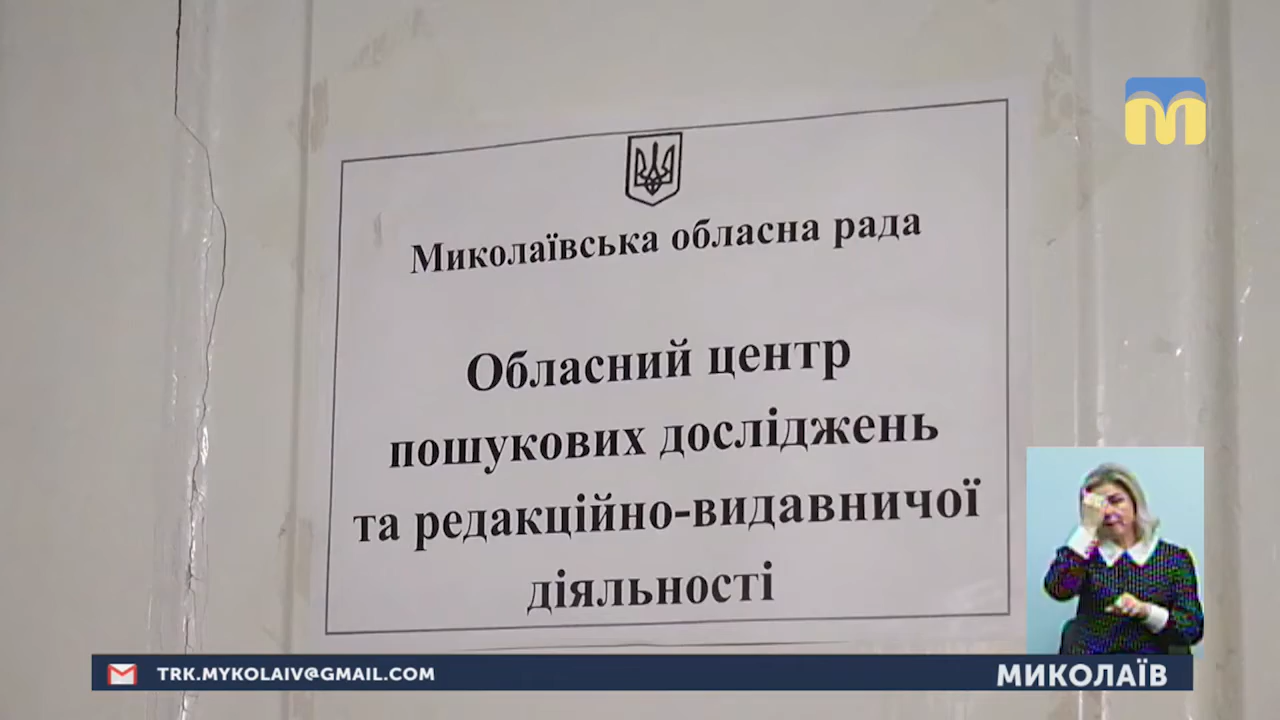 Миколаївська обласна рада
Обласний центр
пошукових досліджень
та редакційно-видавничої
діяльності
TRK.MYKOLAIV@GMAIL.COM
МИКОЛАЇВ